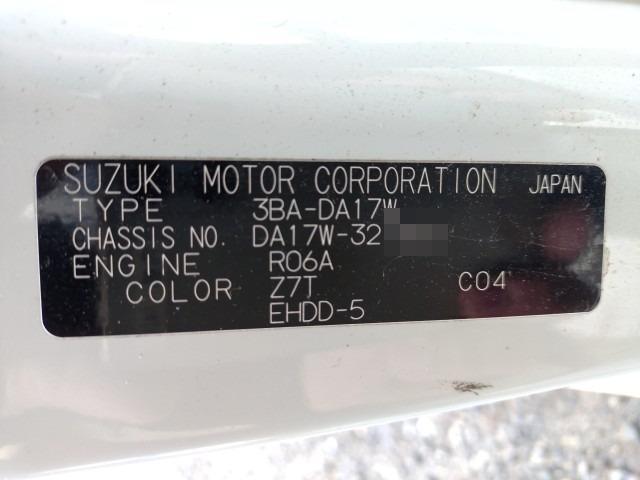 SUZUKI MOTOR CORPORATION JAPAN
TYPE 3BA-DA17W
CHASSIS NO. DA17W-32
ENGINE R06A
COLOR Z7T C04
EHDD-5